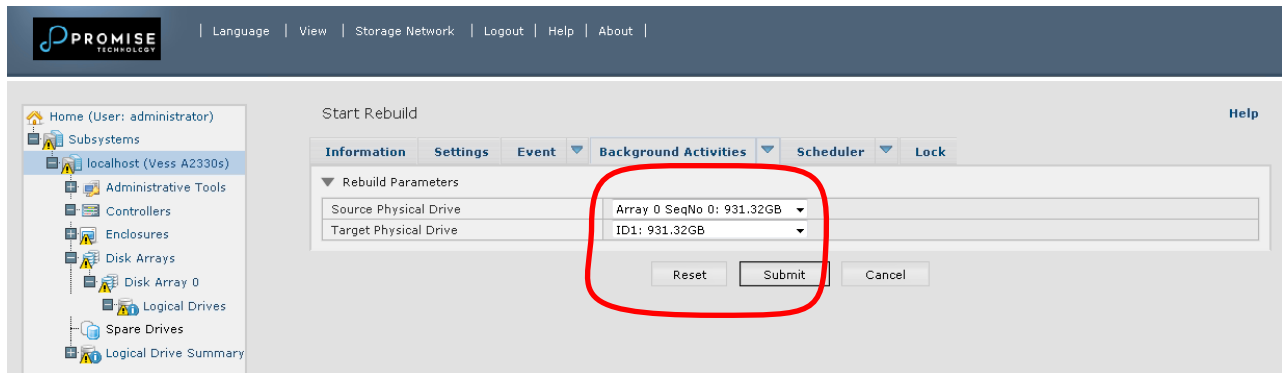 PROMISE
TECHNOLOGY
| Language | View | Storage Network | Logout | Help | About |
Start Rebuild
Help
Home (User: administrator)
Subsystems
localhost (Vess A2330s)
Administrative Tools
Controllers
Enclosures
Disk Arrays
Disk Array 0
Logical Drives
Spare Drives
Logical Drive Summary
Information Settings Event Background Activities Scheduler Lock
Rebuild Parameters
Source Physical Drive Array 0 SeqNo 0: 931.32GB
Target Physical Drive ID1: 931.32GB
Reset Submit Cancel